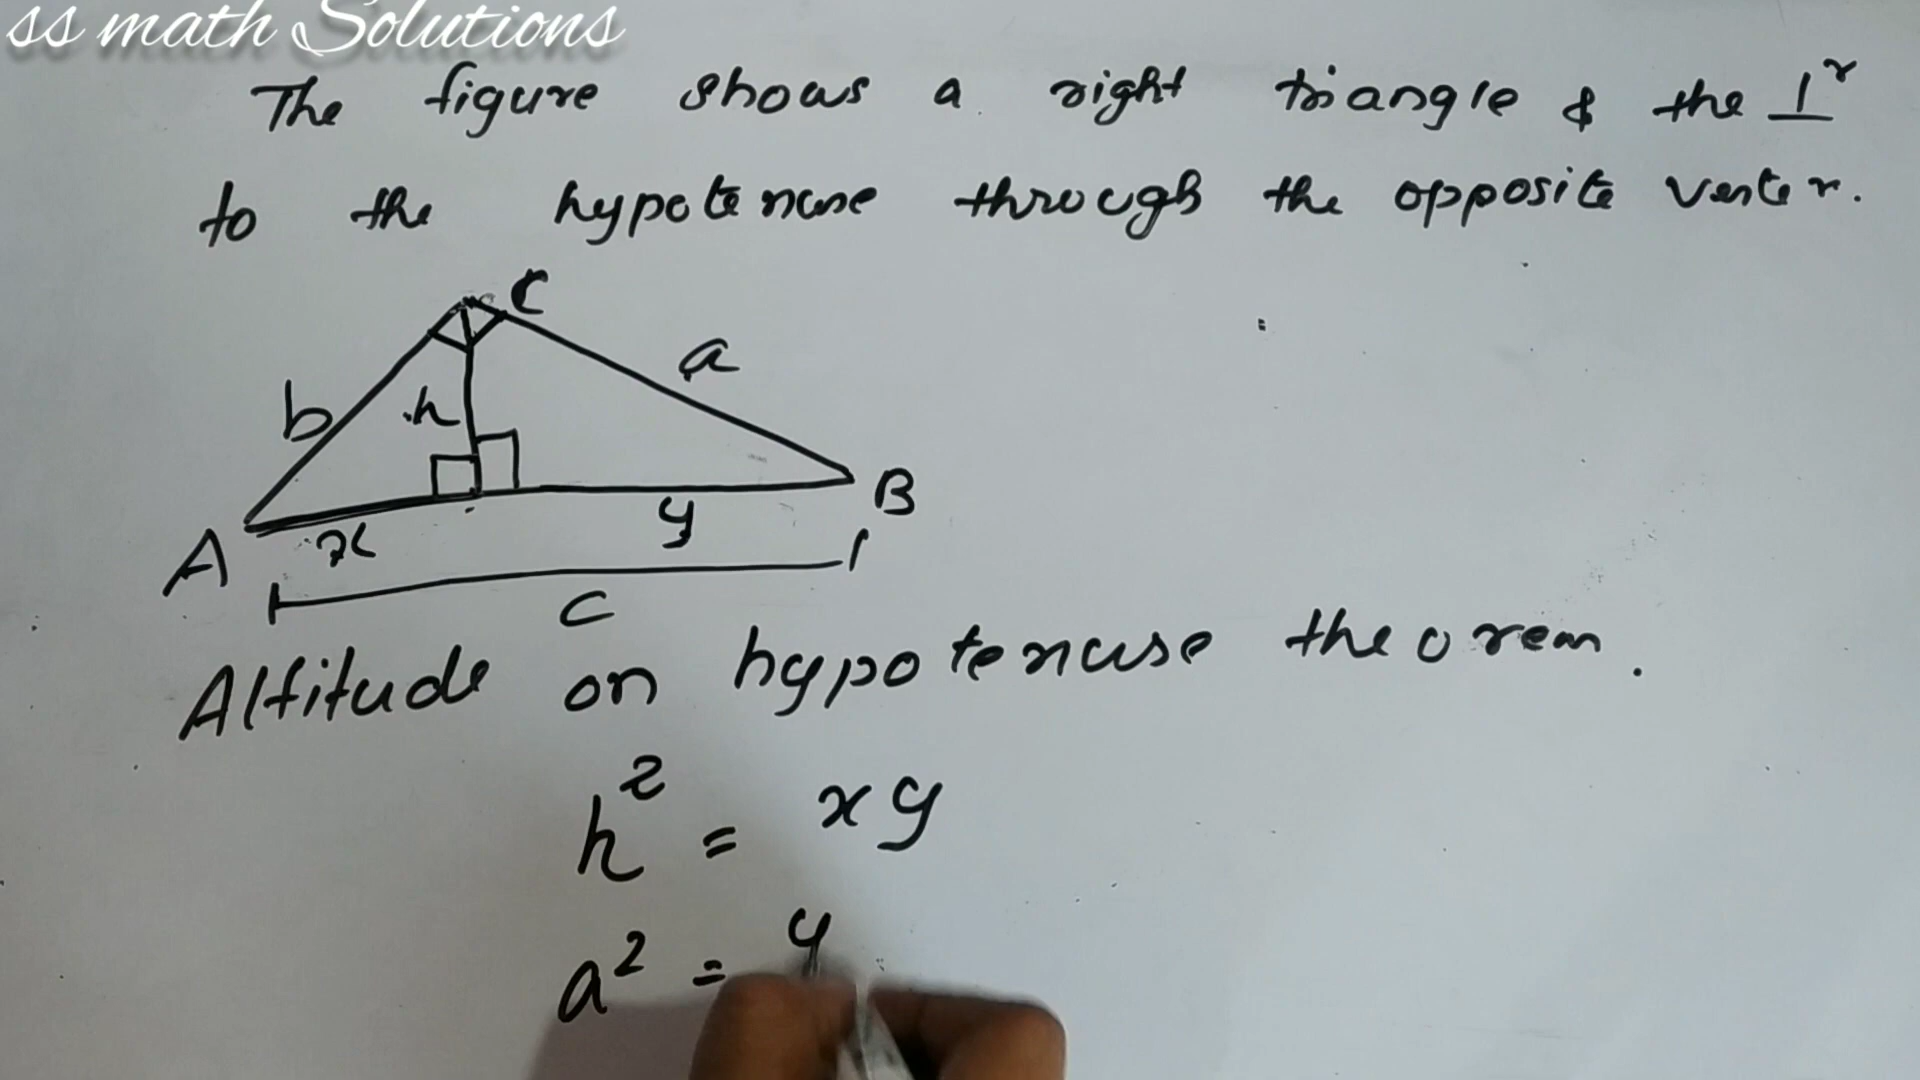 ss math Solutions
The figure shows a right triangle & the ⊥r
to the hypotenuse through the opposite vertex.
C
a
b
h
B
y
A
x
c
Altitude on hypotenuse theorem.
h² = xy
a² = y